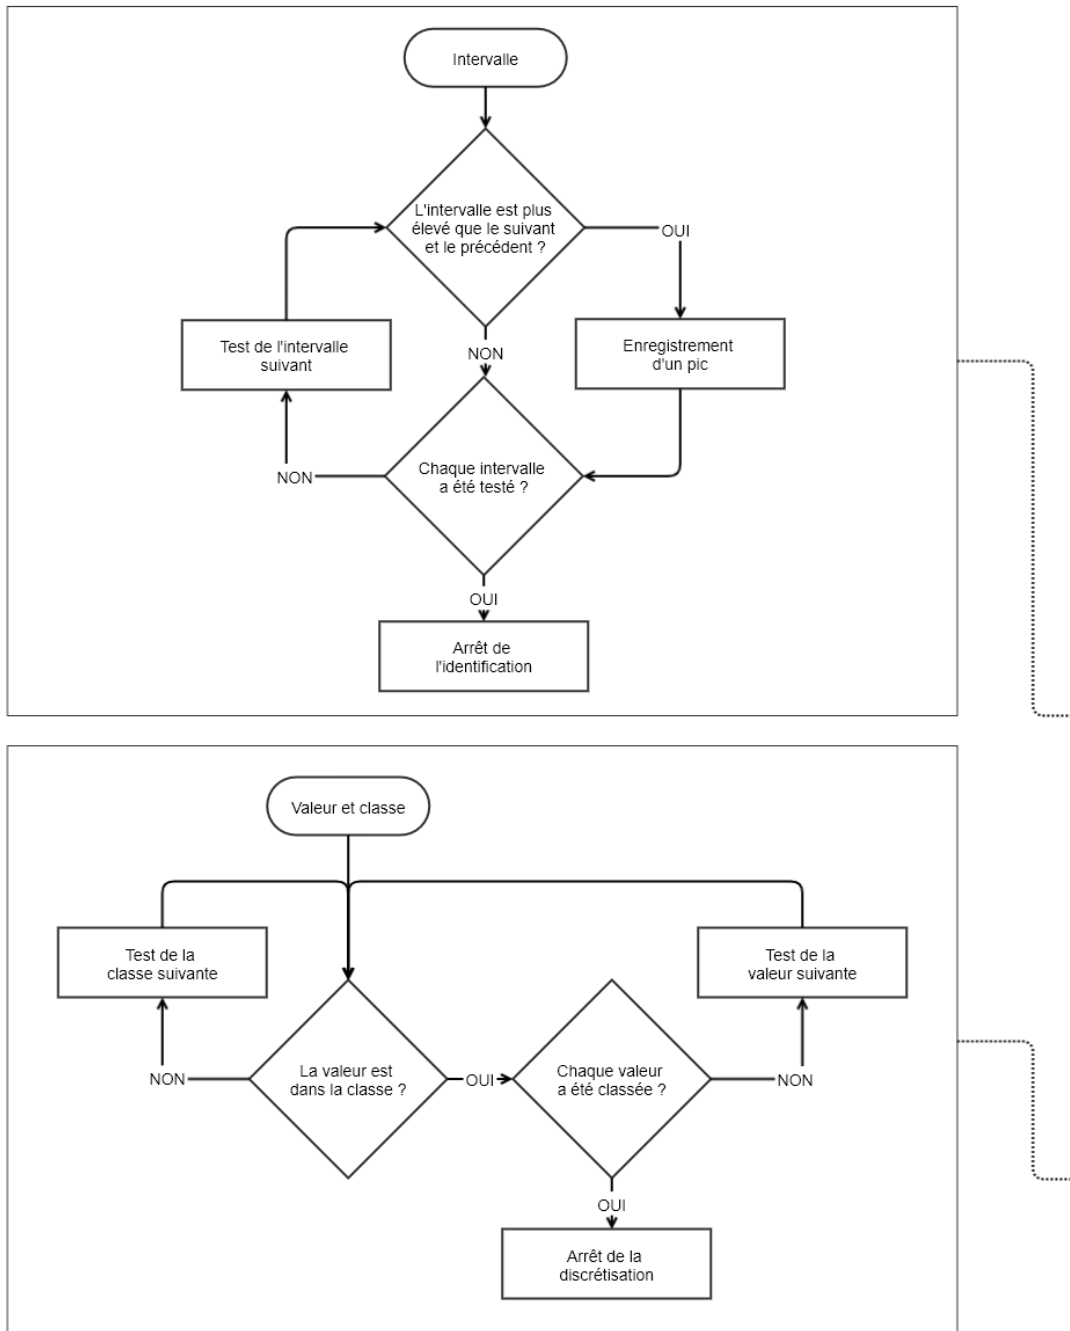 Intervalle
L'intervalle est plus
élevé que le suivant
et le précédent ?
OUI
Test de l'intervalle
suivant
NON
Enregistrement
d'un pic
Chaque intervalle
a été testé ?
NON
OUI
Arrêt de
l'identification
Valeur et classe
Test de la
classe suivante
Test de la
valeur suivante
NON
La valeur est
dans la classe ?
OUI
Chaque valeur
a été classée ?
NON
OUI
Arrêt de la
discrétisation